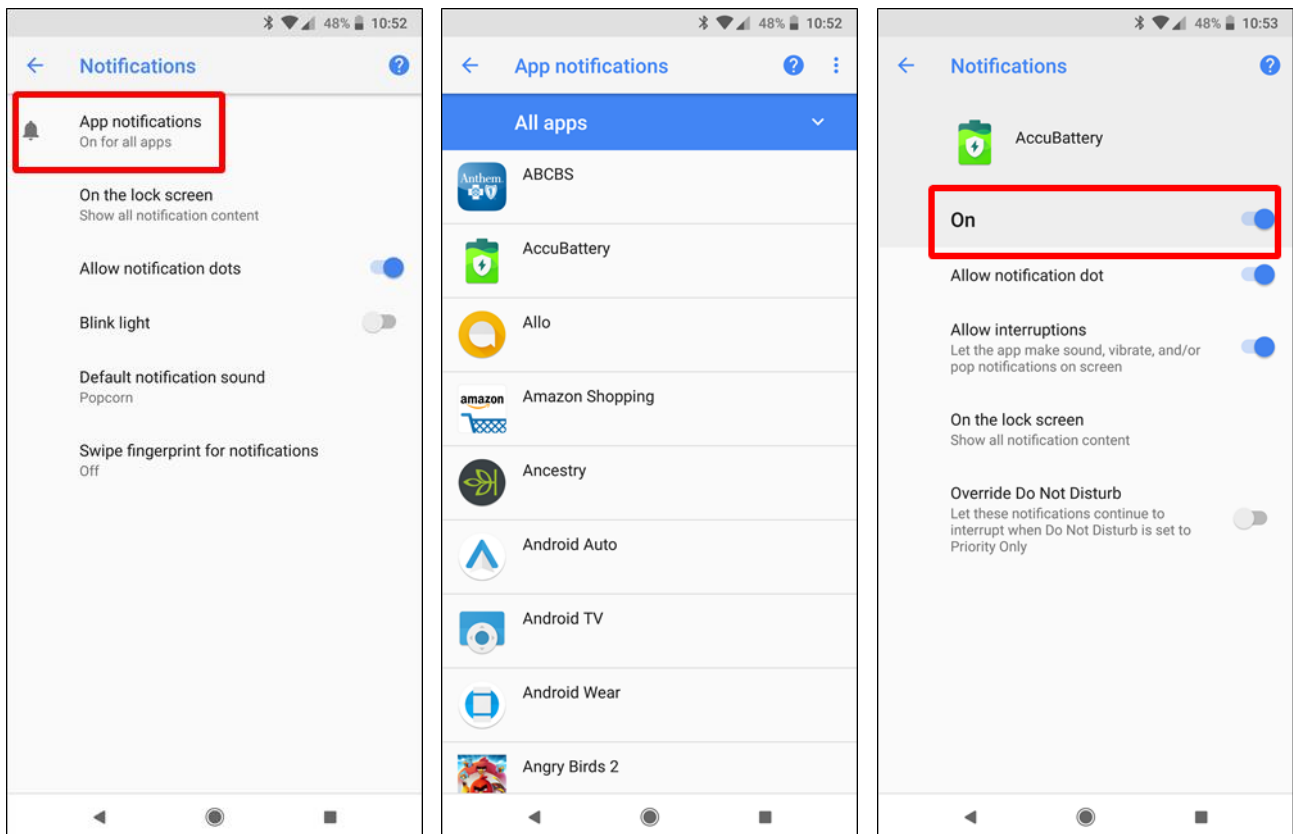 48% 10:52
Notifications
App notifications
On for all apps
On the lock screen
Show all notification content
Allow notification dots
Blink light
Default notification sound
Popcorn
Swipe fingerprint for notifications
Off
48% 10:52
App notifications
All apps
Anthem
ABCBS
AccuBattery
Allo
amazon
Amazon Shopping
Ancestry
Android Auto
Android TV
Android Wear
Angry Birds 2
48% 10:53
Notifications
AccuBattery
On
Allow notification dot
Allow interruptions
Let the app make sound, vibrate, and/or
pop notifications on screen
On the lock screen
Show all notification content
Override Do Not Disturb
Let these notifications continue to
interrupt when Do Not Disturb is set to
Priority Only